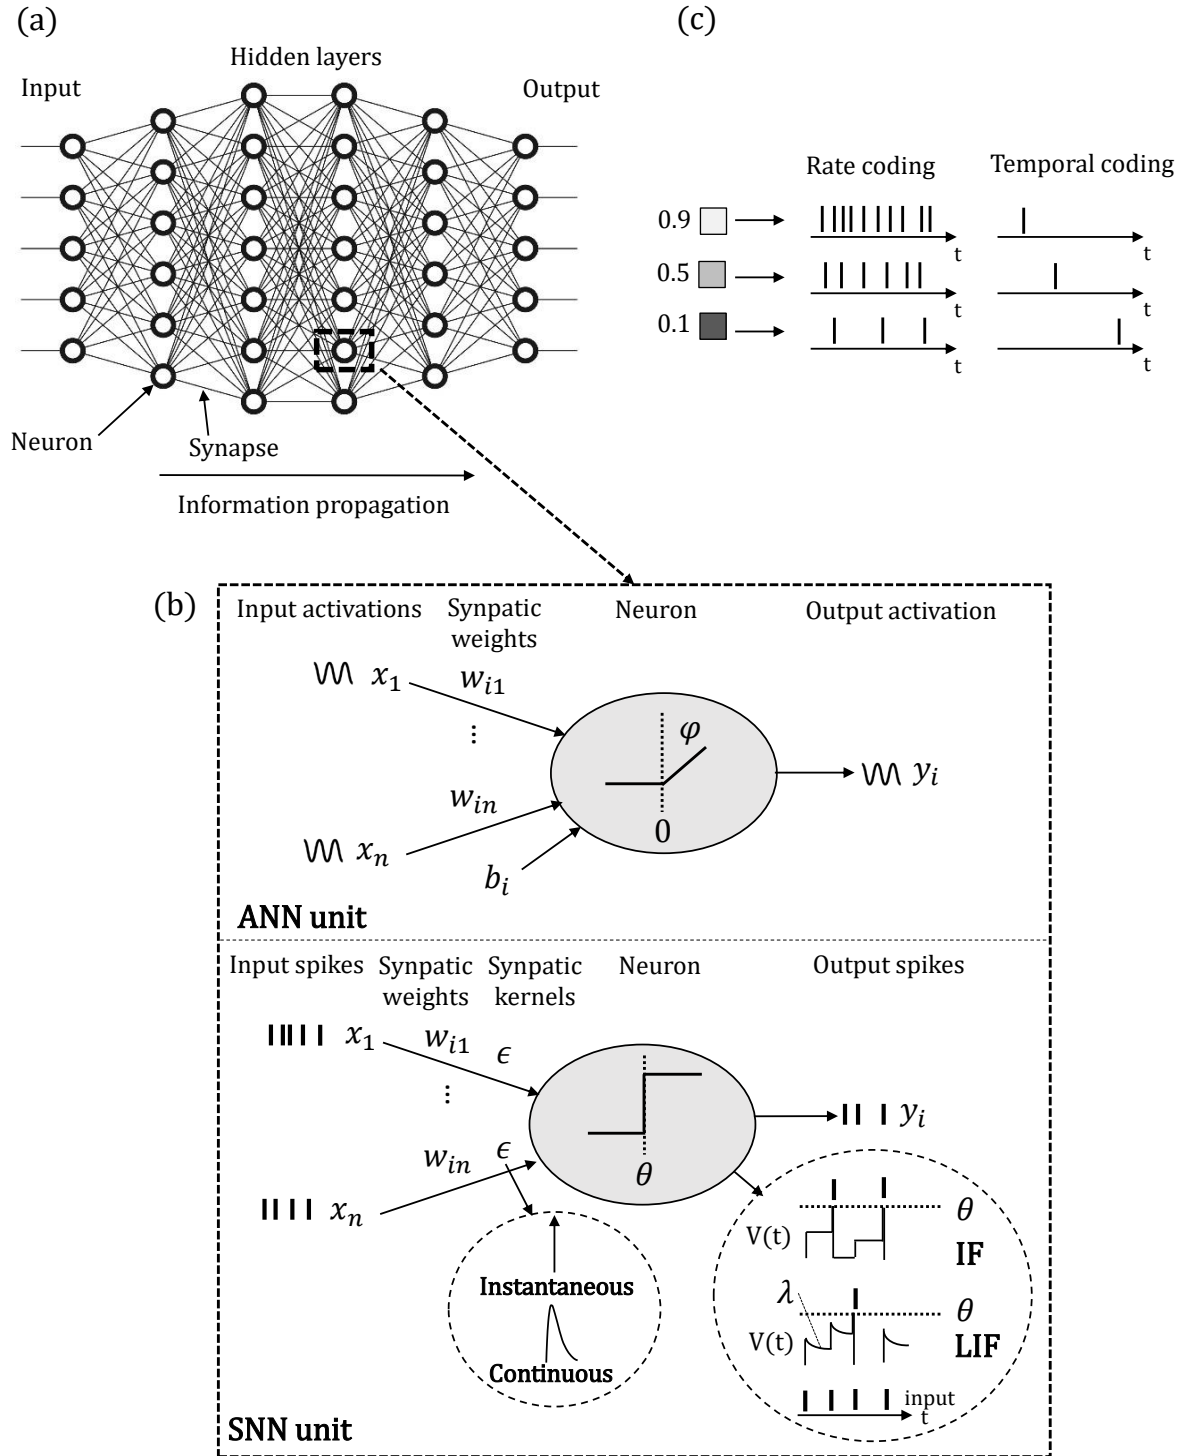 (a)
Hidden layers
Input
Output
Neuron
Synapse
Information propagation
(c)
Rate coding
Temporal coding
0.9
t
t
0.5
t
t
0.1
t
t
(b)
Input activations
Synpatic
weights
Neuron
Output activation
x₁
wᵢ₁
⋮
φ
0
yᵢ
wᵢₙ
xₙ
bᵢ
ANN unit
Input spikes
Synpatic
weights
Synpatic
kernels
Neuron
Output spikes
x₁
wᵢ₁
ϵ
⋮
θ
yᵢ
wᵢₙ
ϵ
xₙ
Instantaneous
Continuous
θ
V(t)
IF
λ
θ
V(t)
LIF
input
t
SNN unit